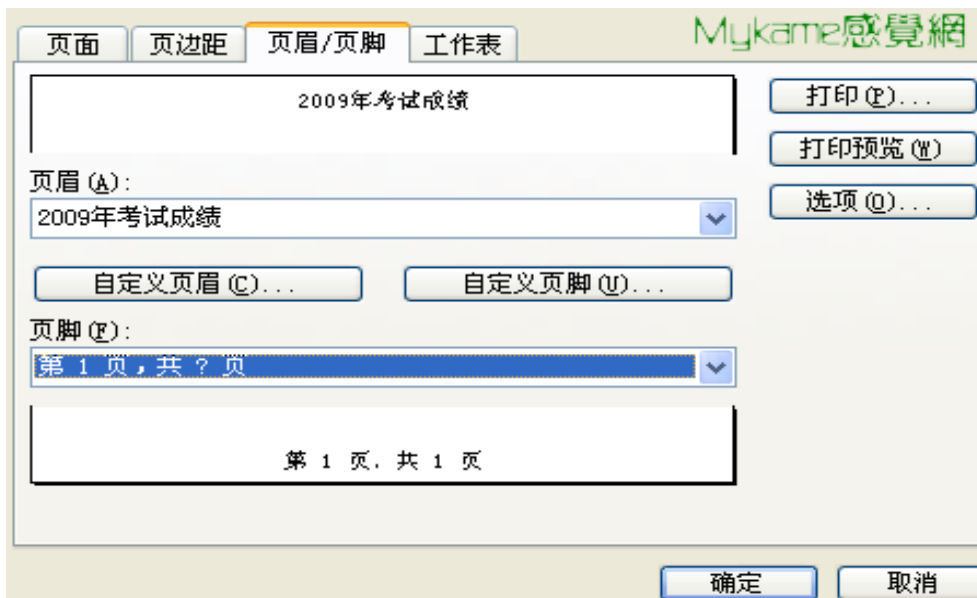 Mykame感覺網
页面 页边距 页眉/页脚 工作表
2009年考试成绩
打印(P)...
打印预览(W)
选项(O)...
页眉(A):
2009年考试成绩
自定义页眉(C)... 自定义页脚(U)...
页脚(F):
第 1 页，共 ? 页
第 1 页，共 1 页
确定 取消